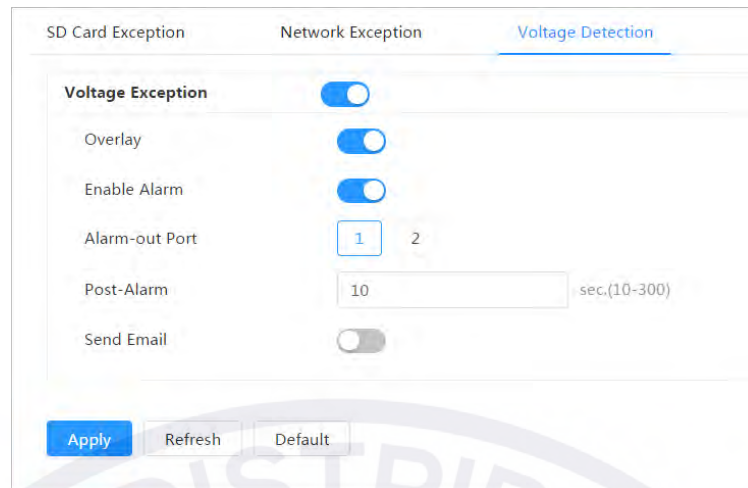 SD Card Exception Network Exception Voltage Detection
Voltage Exception
Overlay
Enable Alarm
Alarm-out Port 1 2
Post-Alarm 10 sec.(10-300)
Send Email
Apply Refresh Default